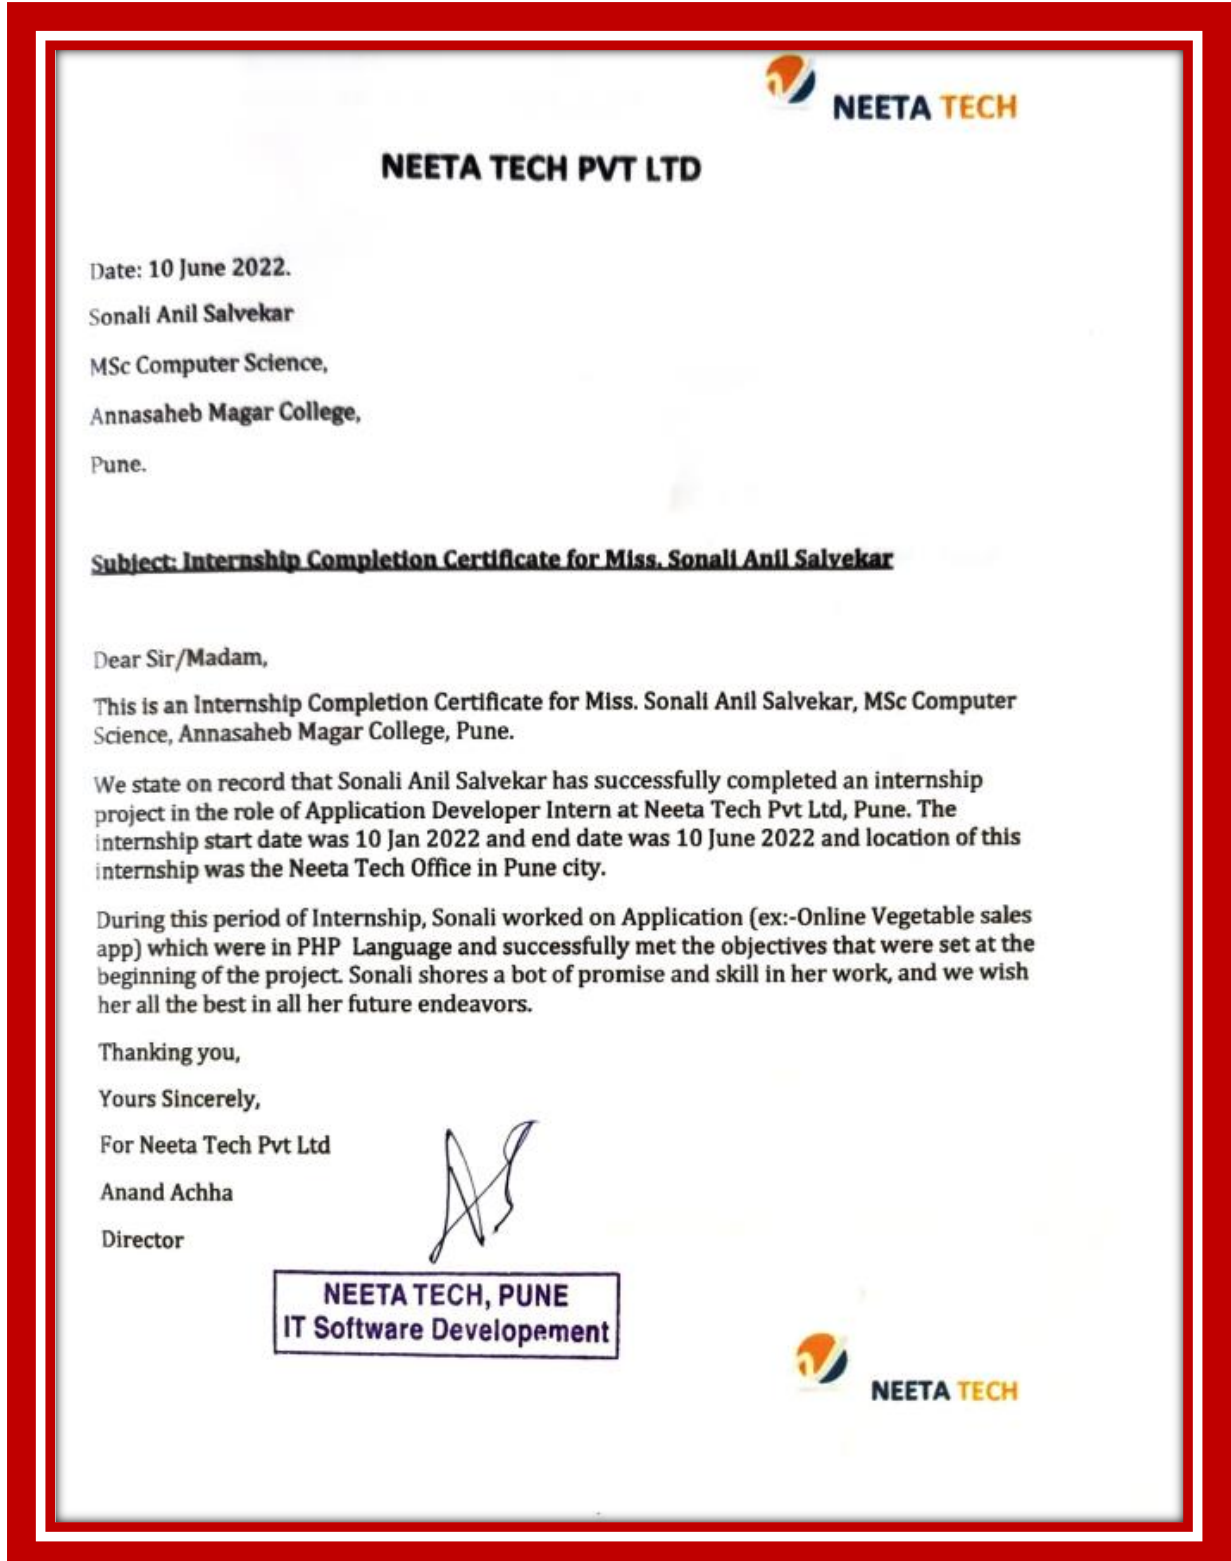 NEETA TECH
NEETA TECH PVT LTD
Date: 10 June 2022.
Sonali Anil Salvekar
MSc Computer Science,
Annasaheb Magar College,
Pune.
Subject: Internship Completion Certificate for Miss. Sonali Anil Salvekar
Dear Sir/Madam,
This is an Internship Completion Certificate for Miss. Sonali Anil Salvekar, MSc Computer
Science, Annasaheb Magar College, Pune.
We state on record that Sonali Anil Salvekar has successfully completed an internship
project in the role of Application Developer Intern at Neeta Tech Pvt Ltd, Pune. The
internship start date was 10 Jan 2022 and end date was 10 June 2022 and location of this
internship was the Neeta Tech Office in Pune city.
During this period of Internship, Sonali worked on Application (ex:-Online Vegetable sales
app) which were in PHP Language and successfully met the objectives that were set at the
beginning of the project. Sonali shores a bot of promise and skill in her work, and we wish
her all the best in all her future endeavors.
Thanking you,
Yours Sincerely,
For Neeta Tech Pvt Ltd
Anand Achha
Director
NEETA TECH, PUNE
IT Software Developement
NEETA TECH